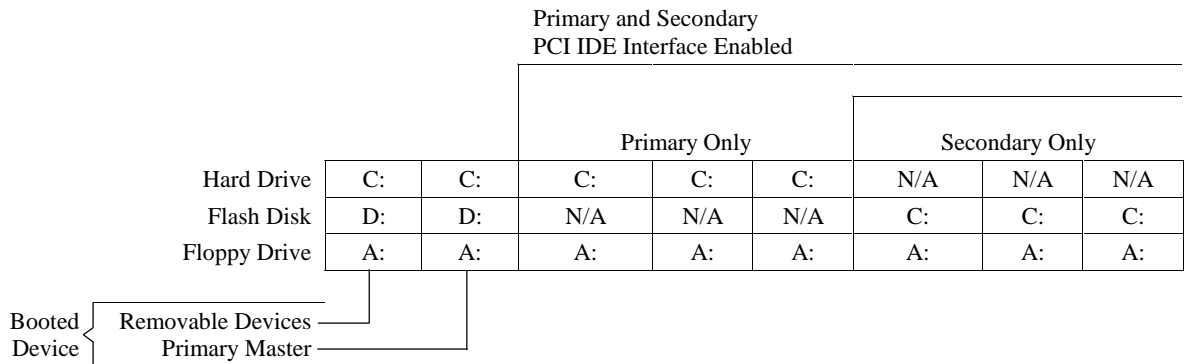 Primary and Secondary
PCI IDE Interface Enabled
Primary Only Secondary Only
Hard Drive C: C: C: C: C: N/A N/A N/A
Flash Disk D: D: N/A N/A N/A C: C: C:
Floppy Drive A: A: A: A: A: A: A: A:
Booted Device
Removable Devices
Primary Master